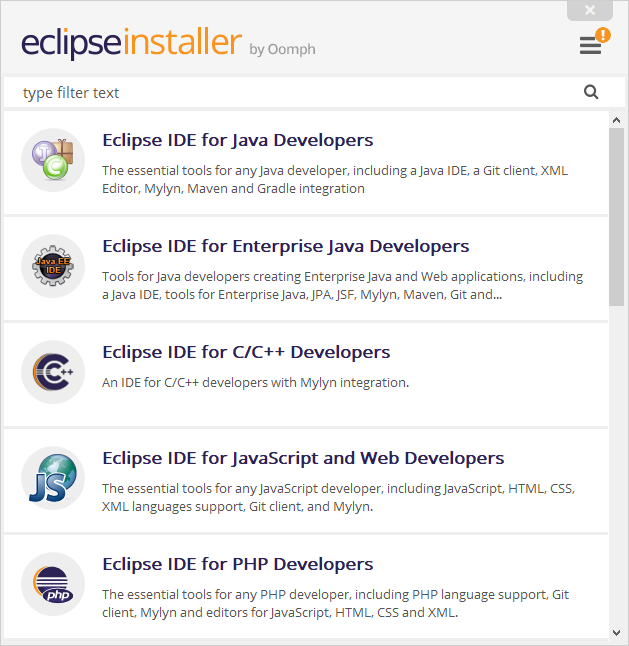 eclipseinstaller by Oomph
!
type filter text
Eclipse IDE for Java Developers
The essential tools for any Java developer, including a Java IDE, a Git client, XML
Editor, Mylyn, Maven and Gradle integration
J
C
Eclipse IDE for Enterprise Java Developers
Tools for Java developers creating Enterprise Java and Web applications, including
a Java IDE, tools for Enterprise Java, JPA, JSF, Mylyn, Maven, Git and...
Java EE
IDE
Eclipse IDE for C/C++ Developers
An IDE for C/C++ developers with Mylyn integration.
C++
Eclipse IDE for JavaScript and Web Developers
The essential tools for any JavaScript developer, including JavaScript, HTML, CSS,
XML languages support, Git client, and Mylyn.
JS
Eclipse IDE for PHP Developers
The essential tools for any PHP developer, including PHP language support, Git
client, Mylyn and editors for JavaScript, HTML, CSS and XML.
php